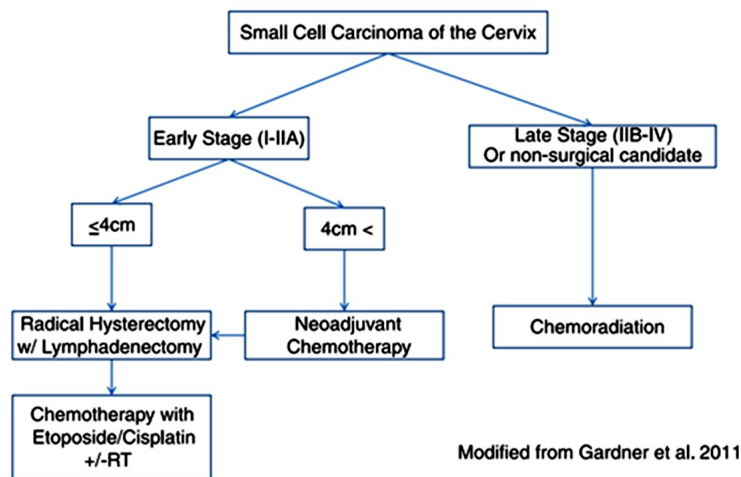 Small Cell Carcinoma of the Cervix
Early Stage (I-IIA)
Late Stage (IIB-IV)
Or non-surgical candidate
≤4cm
4cm <
Radical Hysterectomy
w/ Lymphadenectomy
Neoadjuvant
Chemotherapy
Chemoradiation
Chemotherapy with
Etoposide/Cisplatin
+/-RT
Modified from Gardner et al. 2011